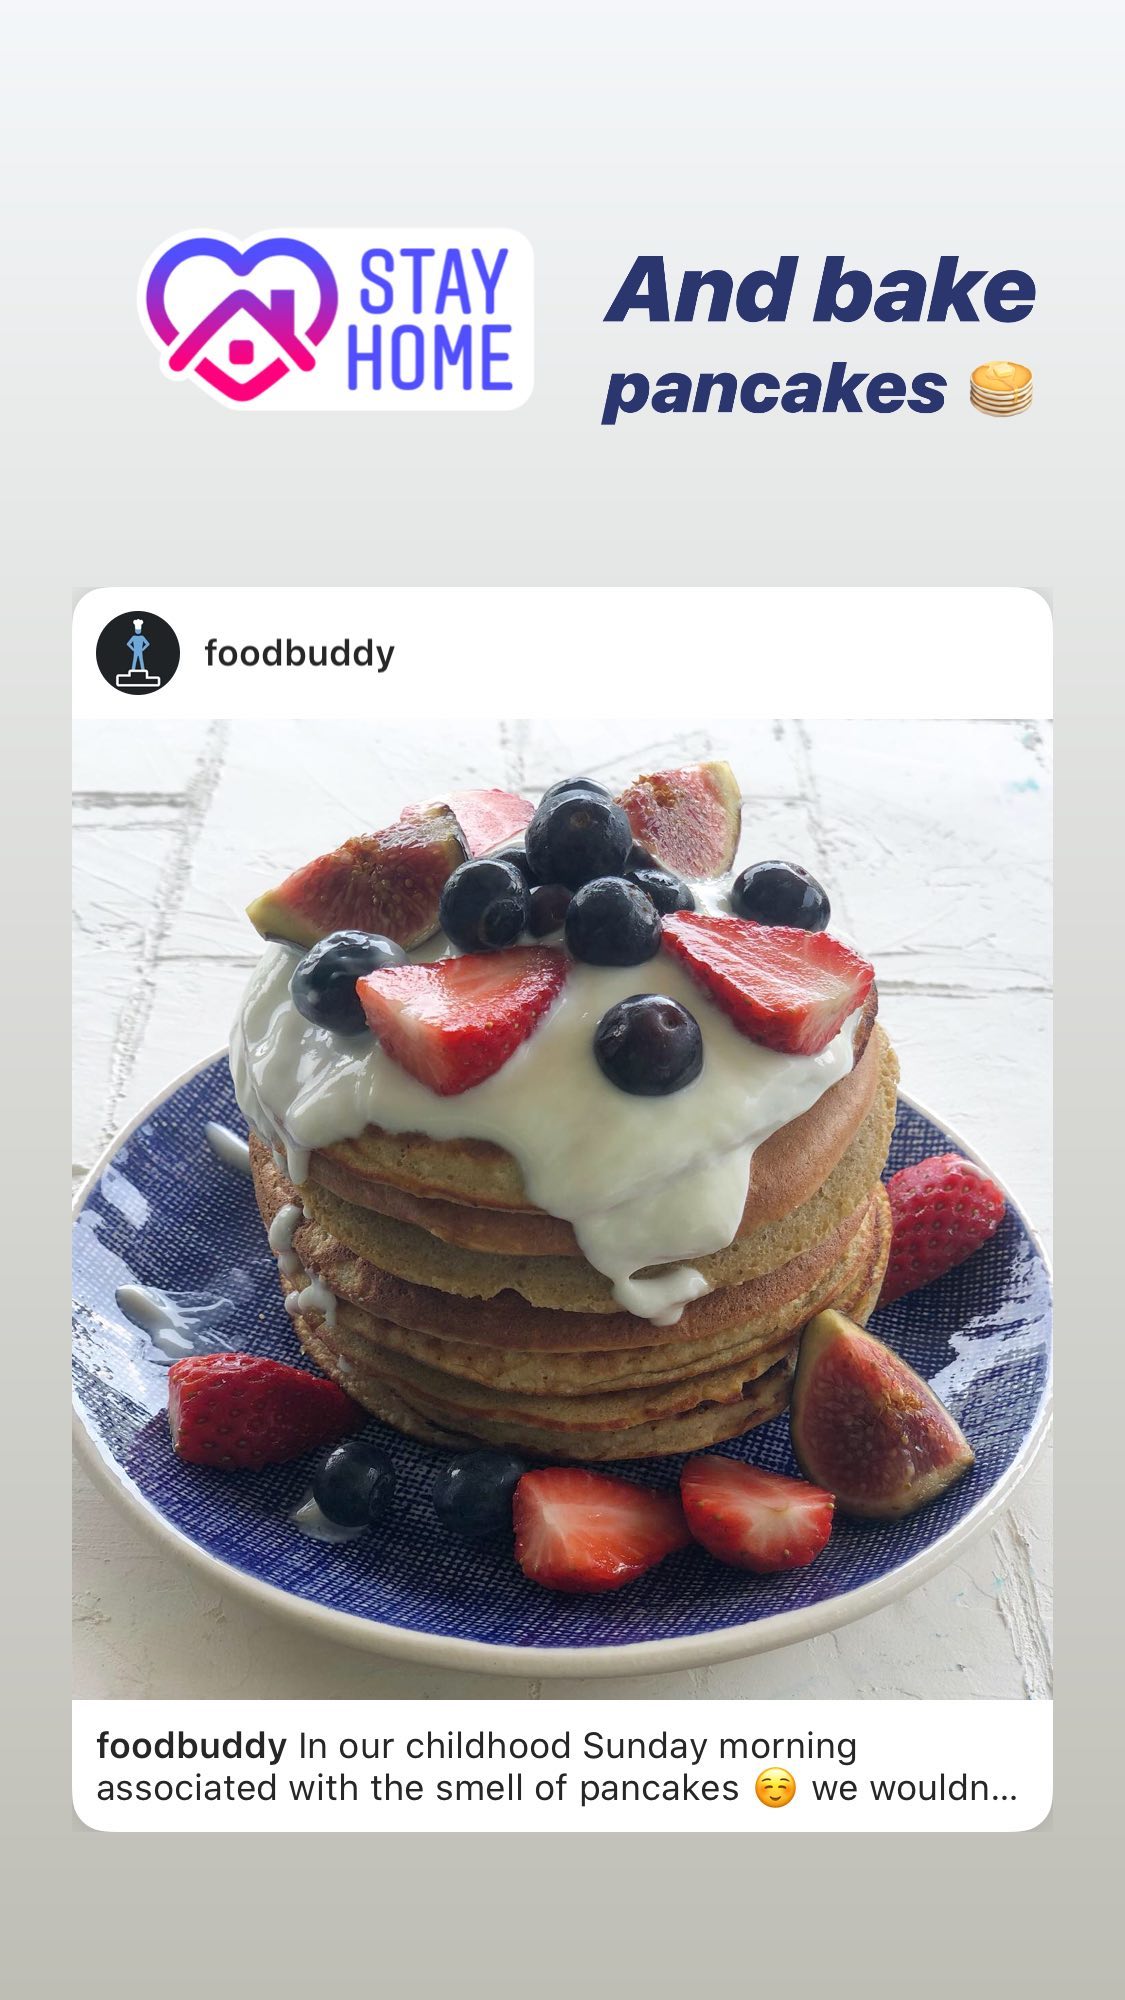 STAY
HOME
And bake
pancakes 🥞
foodbuddy
foodbuddy In our childhood Sunday morning
associated with the smell of pancakes ☺️ we wouldn...